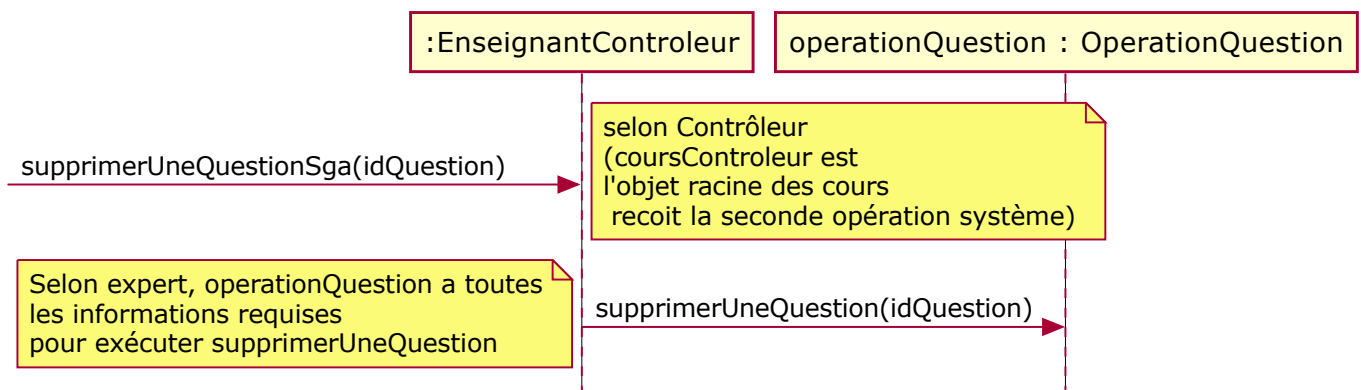 :EnseignantControleur
operationQuestion : OperationQuestion
selon Contrôleur
(coursControleur est
l'objet racine des cours
recoit la seconde opération système)
supprimerUneQuestionSga(idQuestion)
Selon expert, operationQuestion a toutes
les informations requises
pour exécuter supprimerUneQuestion
supprimerUneQuestion(idQuestion)